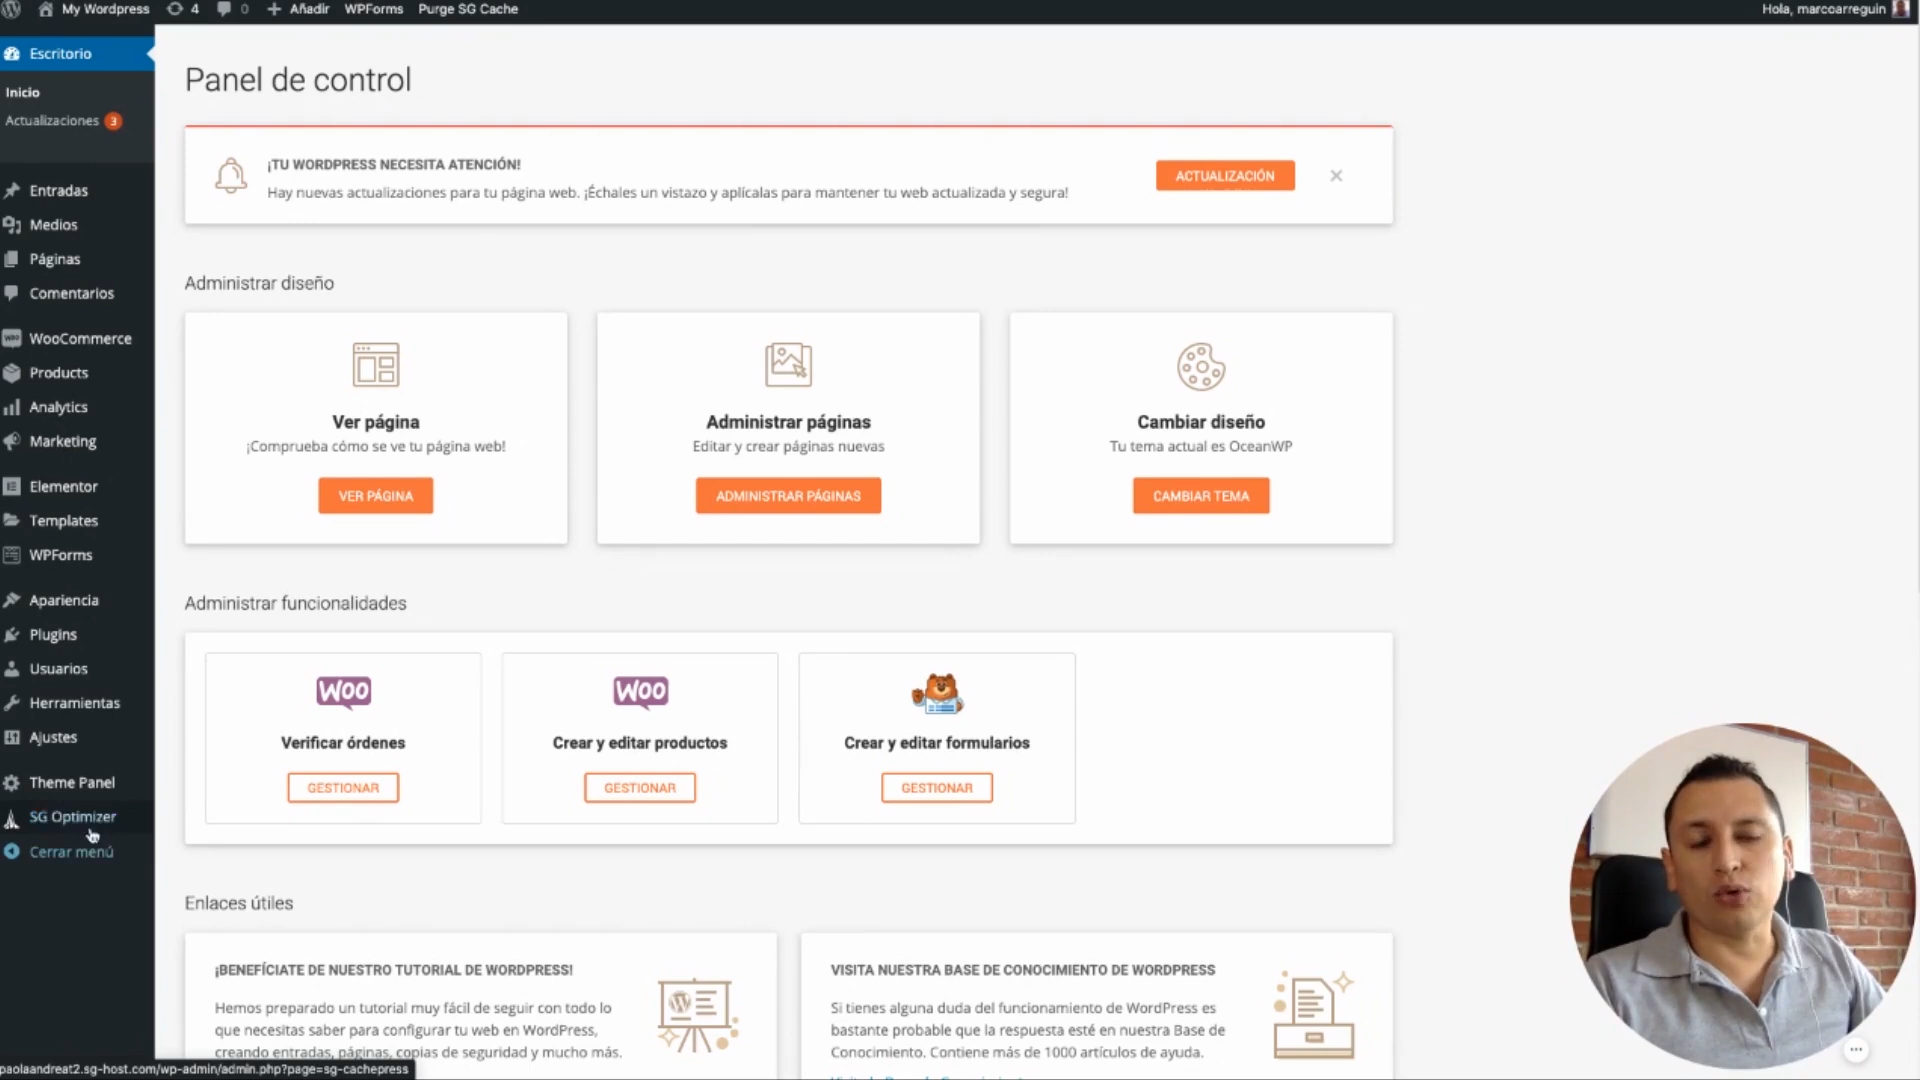 My Wordpress 4 0 Añadir WPForms Purge SG Cache Hola, marcoarreguin
Escritorio
Inicio
Actualizaciones 3
Entradas
Medios
Páginas
Comentarios
WooCommerce
Products
Analytics
Marketing
Elementor
Templates
WPForms
Apariencia
Plugins
Usuarios
Herramientas
Ajustes
Theme Panel
SG Optimizer
Cerrar menú
Panel de control
¡TU WORDPRESS NECESITA ATENCIÓN!
Hay nuevas actualizaciones para tu página web. ¡Échales un vistazo y aplícalas para mantener tu web actualizada y segura!
ACTUALIZACIÓN
Administrar diseño
Ver página
¡Comprueba cómo se ve tu página web!
VER PÁGINA
Administrar páginas
Editar y crear páginas nuevas
ADMINISTRAR PÁGINAS
Cambiar diseño
Tu tema actual es OceanWP
CAMBIAR TEMA
Administrar funcionalidades
WOO
Verificar órdenes
GESTIONAR
WOO
Crear y editar productos
GESTIONAR
Crear y editar formularios
GESTIONAR
Enlaces útiles
¡BENEFÍCIATE DE NUESTRO TUTORIAL DE WORDPRESS!
Hemos preparado un tutorial muy fácil de seguir con todo lo
que necesitas saber para configurar tu web en WordPress,
creando entradas, páginas, copias de seguridad y mucho más.
VISITA NUESTRA BASE DE CONOCIMIENTO DE WORDPRESS
Si tienes alguna duda del funcionamiento de WordPress es
bastante probable que la respuesta esté en nuestra Base de
Conocimiento. Contiene más de 1000 artículos de ayuda.
paolaandreat2.sg-host.com/wp-admin/admin.php?page=sg-cachepress